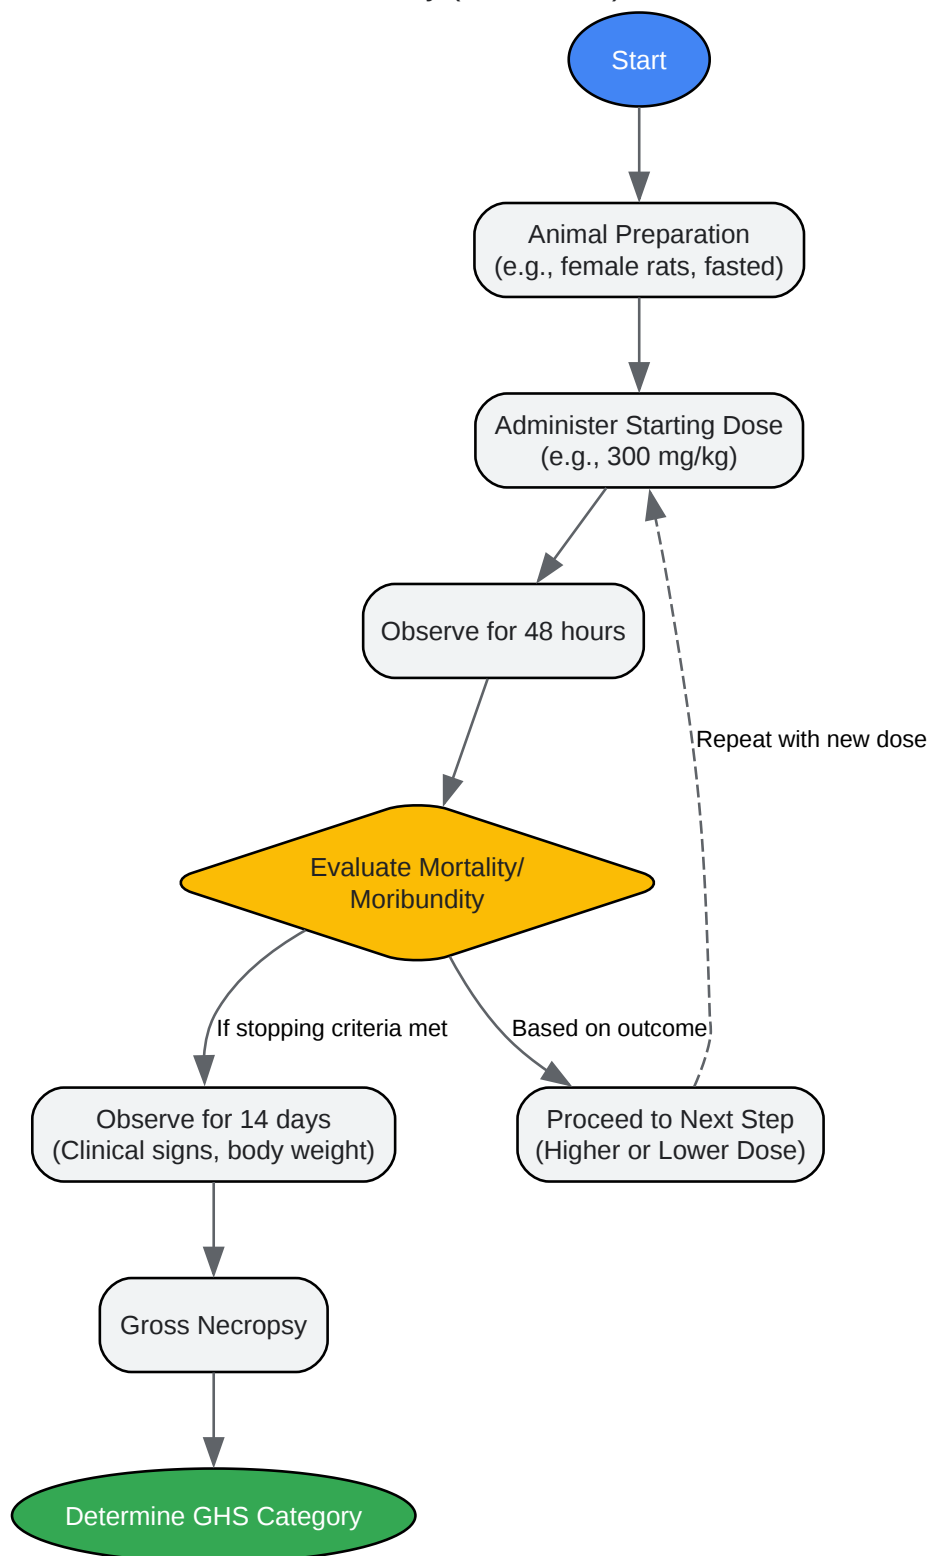 Start
Animal Preparation
(e.g., female rats, fasted)
Administer Starting Dose
(e.g., 300 mg/kg)
Observe for 48 hours
Repeat with new dose
Evaluate Mortality/
Moribundity
If stopping criteria met
Based on outcome
Observe for 14 days
(Clinical signs, body weight)
Proceed to Next Step
(Higher or Lower Dose)
Gross Necropsy
Determine GHS Category